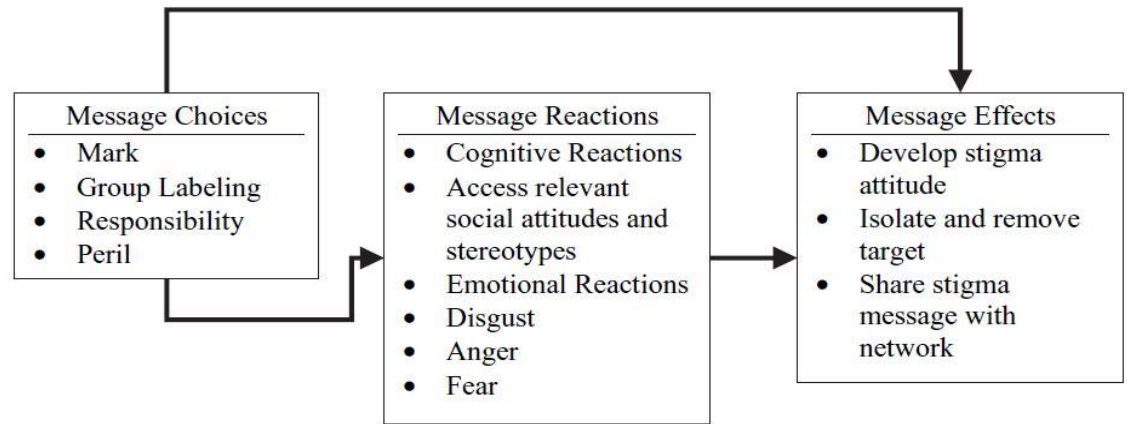 Message Choices
• Mark
• Group Labeling
• Responsibility
• Peril
Message Reactions
• Cognitive Reactions
• Access relevant
social attitudes and
stereotypes
• Emotional Reactions
• Disgust
• Anger
• Fear
Message Effects
• Develop stigma
attitude
• Isolate and remove
target
• Share stigma
message with
network